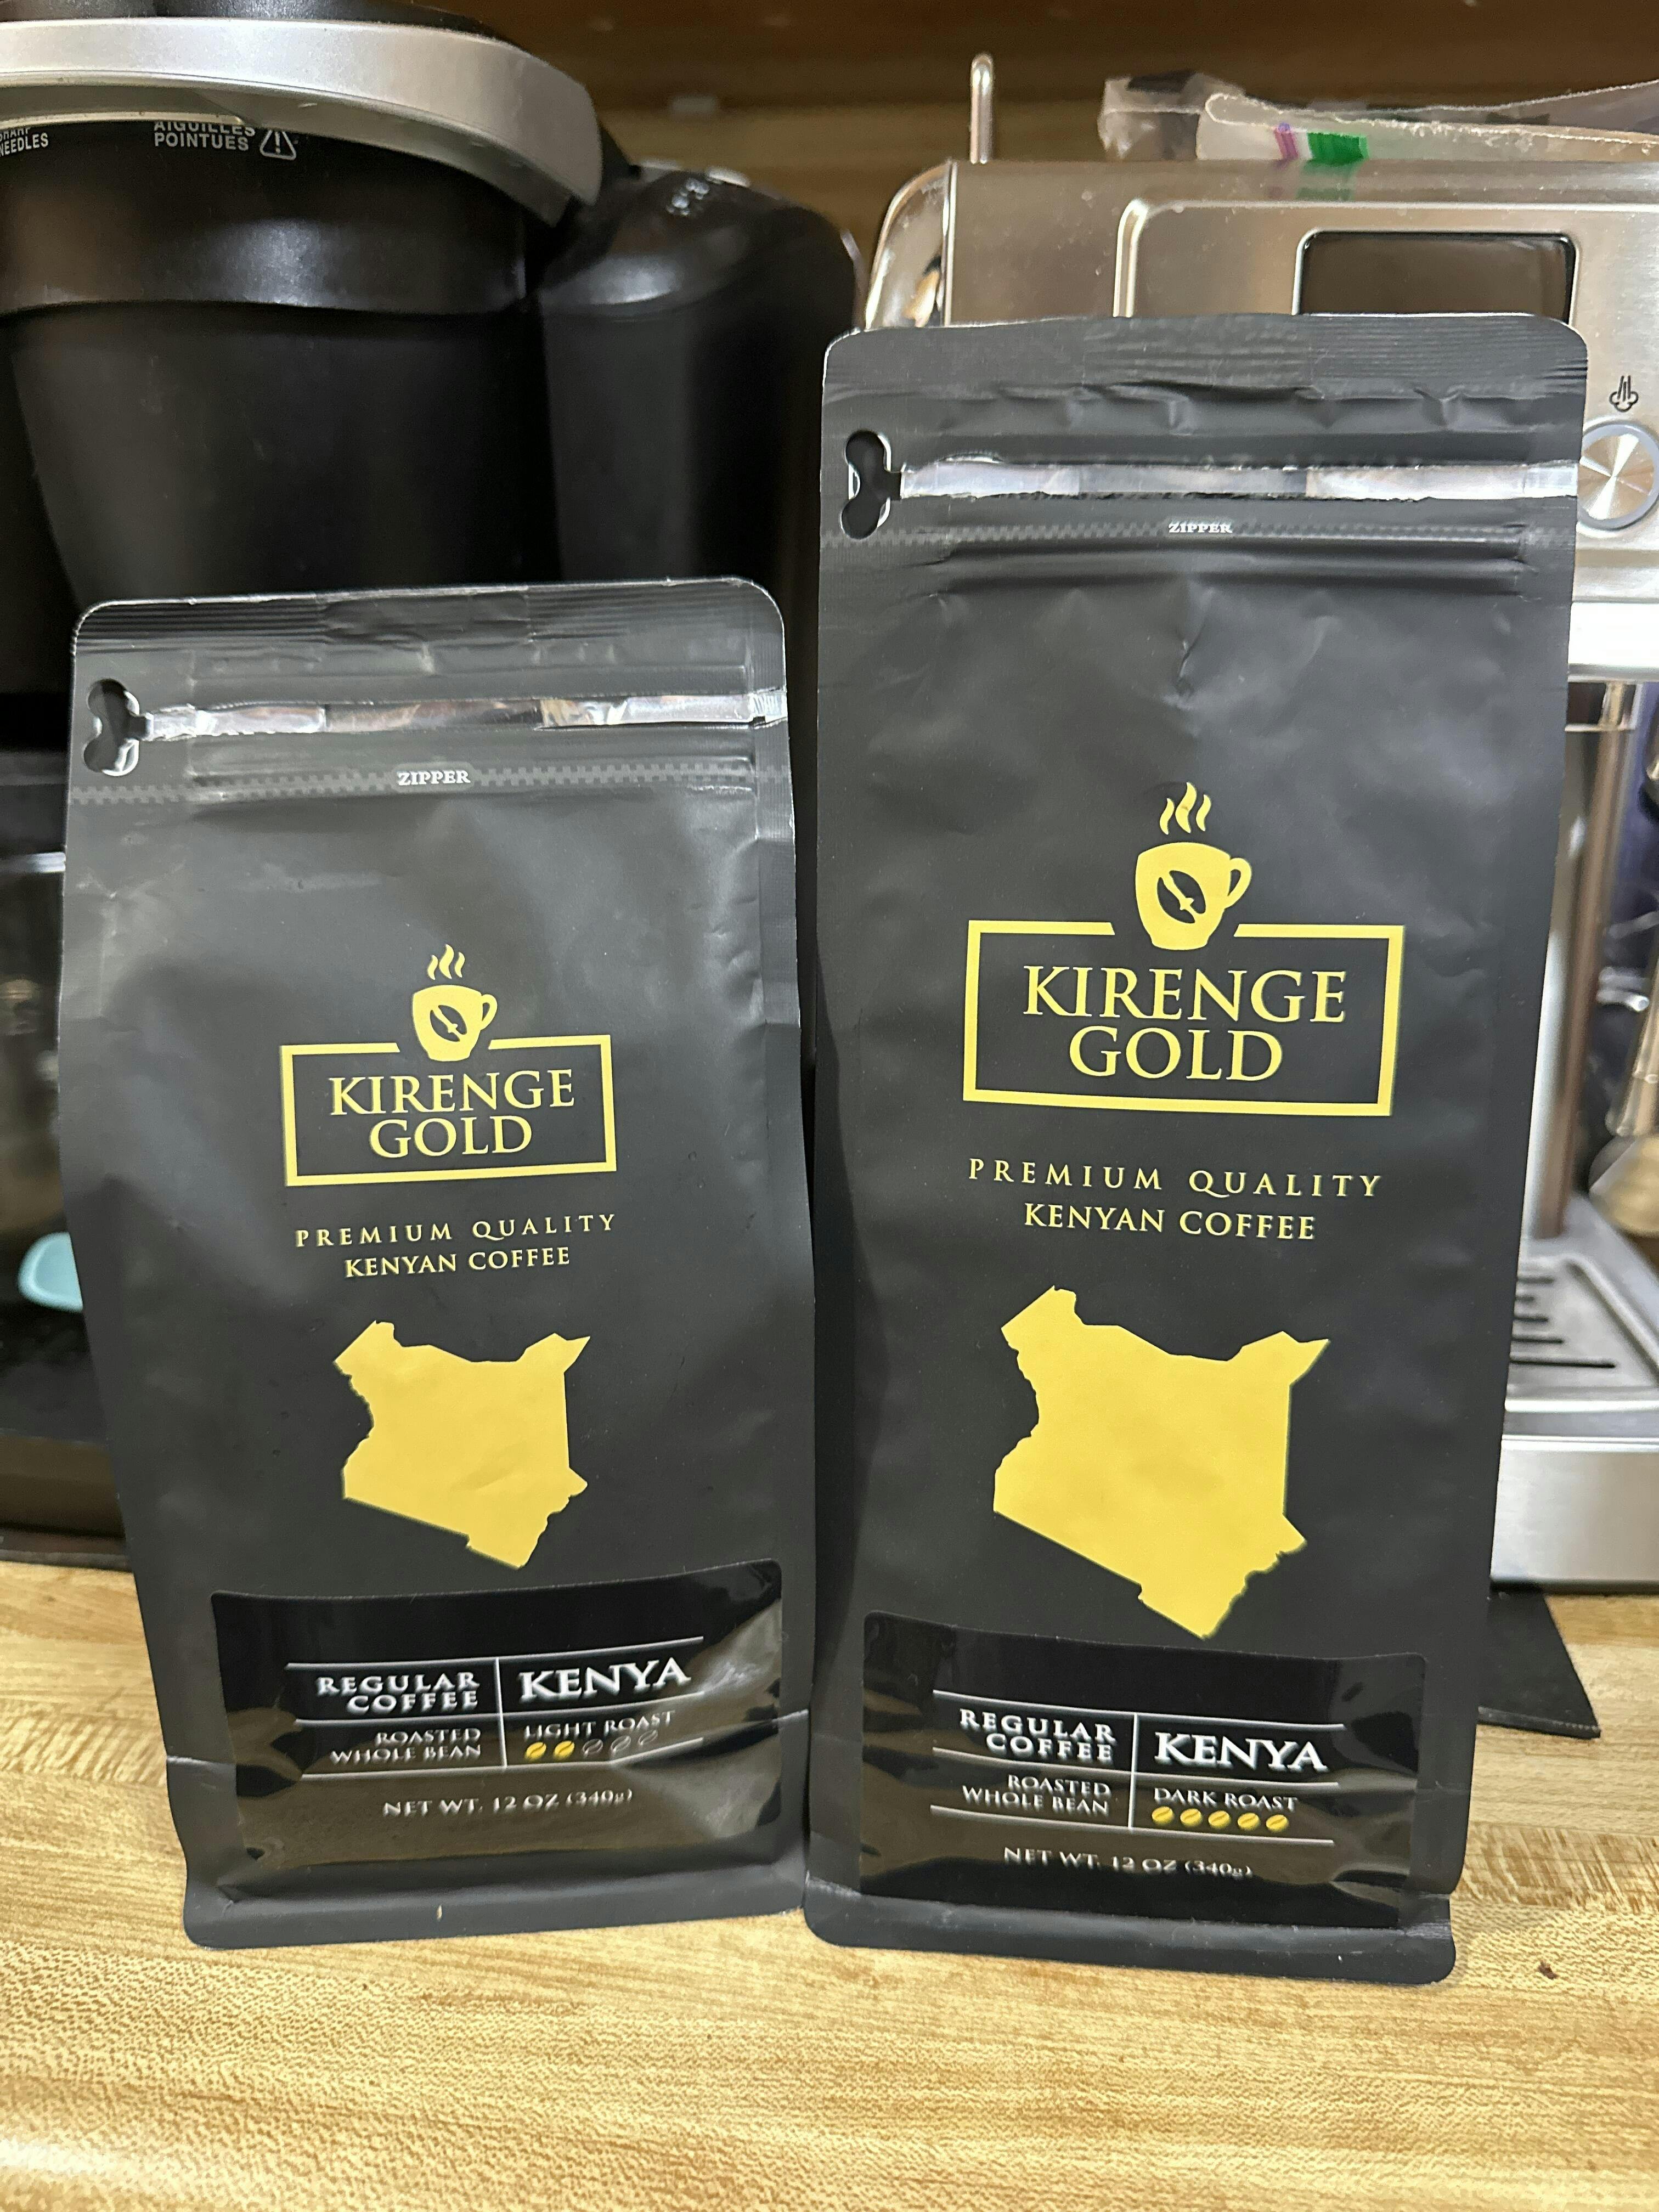 SHARP
NEEDLES
AIGUILLES
POINTUES
ZIPPER
KIRENGE
GOLD
PREMIUM QUALITY
KENYAN COFFEE
REGULAR
COFFEE
KENYA
ROASTED
WHOLE BEAN
LIGHT ROAST
NET WT. 12 OZ (340g)
ZIPPER
KIRENGE
GOLD
PREMIUM QUALITY
KENYAN COFFEE
REGULAR
COFFEE
KENYA
ROASTED
WHOLE BEAN
DARK ROAST
NET WT. 12 OZ (340g)